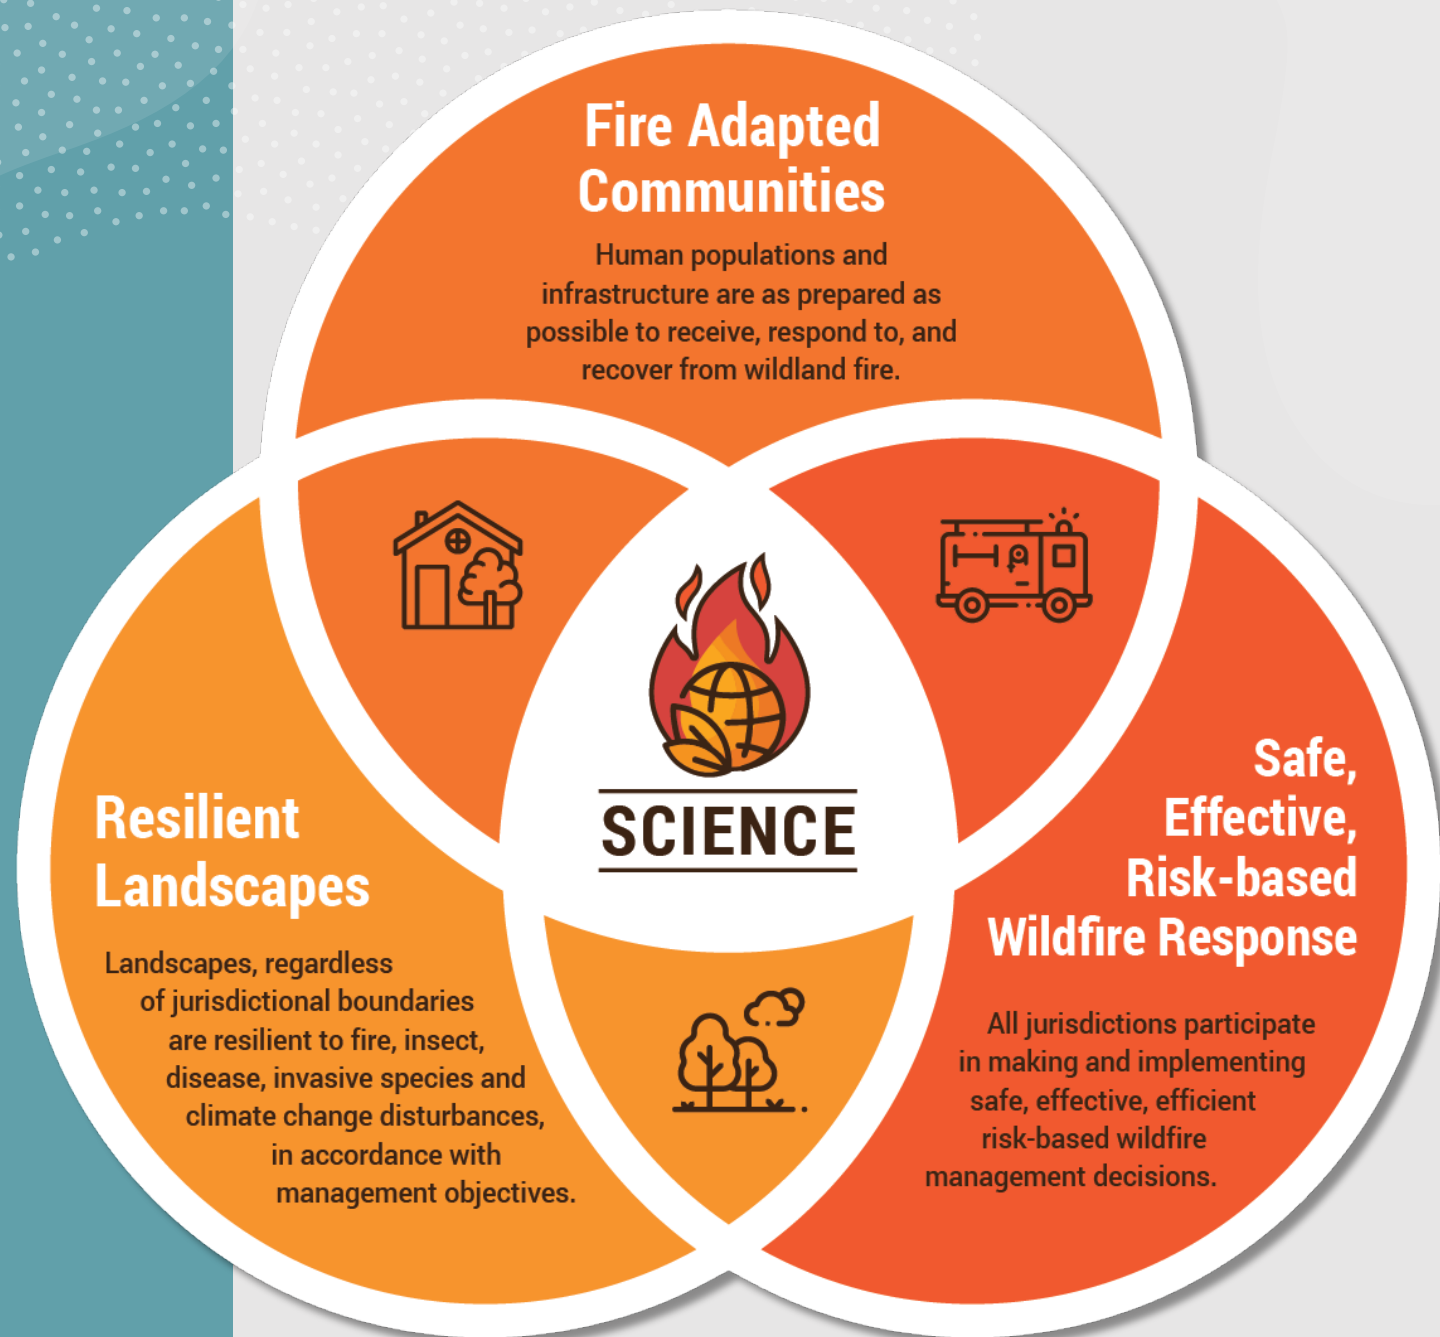 Fire Adapted
Communities
Human populations and
infrastructure are as prepared as
possible to receive, respond to, and
recover from wildland fire.
SCIENCE
Resilient
Landscapes
Landscapes, regardless
of jurisdictional boundaries
are resilient to fire, insect,
disease, invasive species and
climate change disturbances,
in accordance with
management objectives.
Safe,
Effective,
Risk-based
Wildfire Response
All jurisdictions participate
in making and implementing
safe, effective, efficient
risk-based wildfire
management decisions.